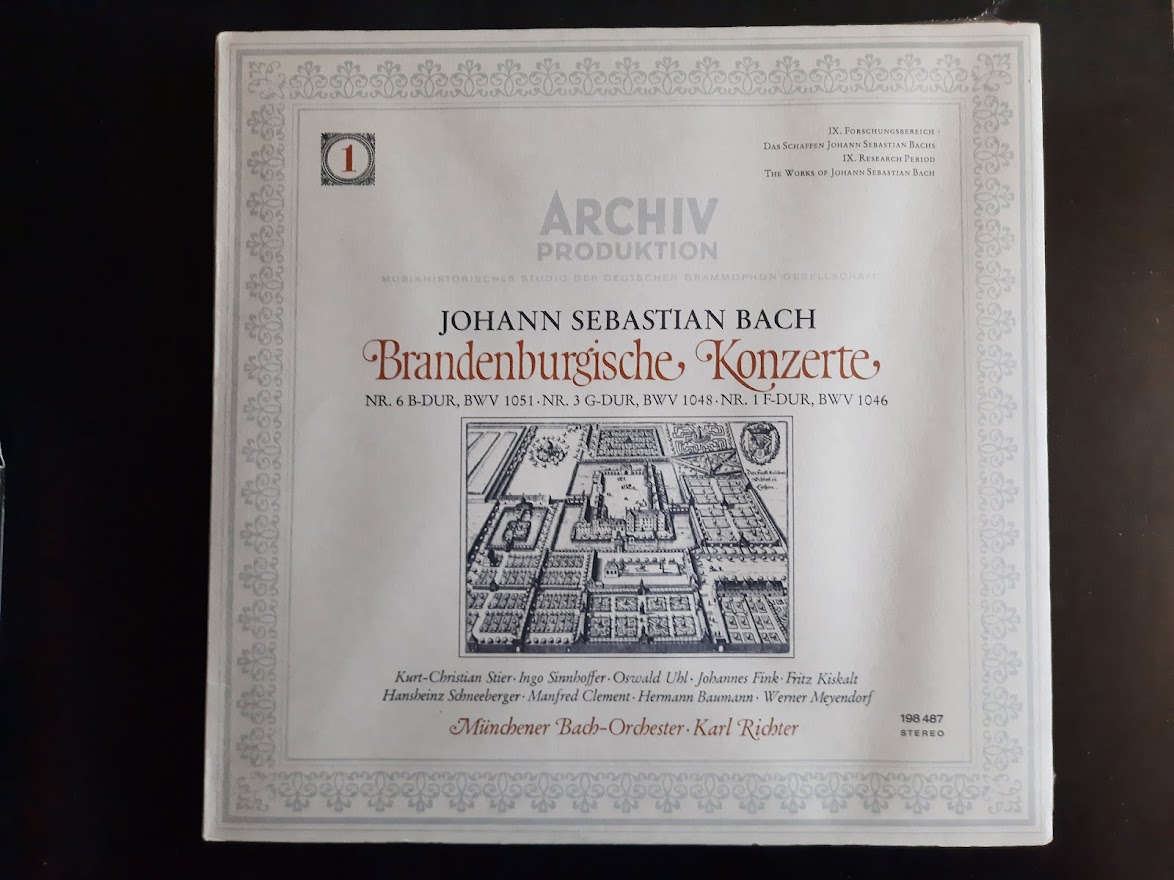 1
IX. FORSCHUNGSBEREICH ·
DAS SCHAFFEN JOHANN SEBASTIAN BACHS
IX. RESEARCH PERIOD
THE WORKS OF JOHANN SEBASTIAN BACH
ARCHIV
PRODUKTION
MUSIKHISTORISCHER STUDIO DER DEUTSCHEN GRAMMOPHON GESELLSCHAFT
JOHANN SEBASTIAN BACH
Brandenburgische Konzerte
NR. 6 B-DUR, BWV 1051 · NR. 3 G-DUR, BWV 1048 · NR. 1 F-DUR, BWV 1046
Kurt-Christian Stier · Ingo Sinnhoffer · Oswald Uhl · Johannes Fink · Fritz Kiskalt
Hansheinz Schneeberger · Manfred Clement · Hermann Baumann · Werner Meyendorf
Münchener Bach-Orchester · Karl Richter
198 487
STEREO